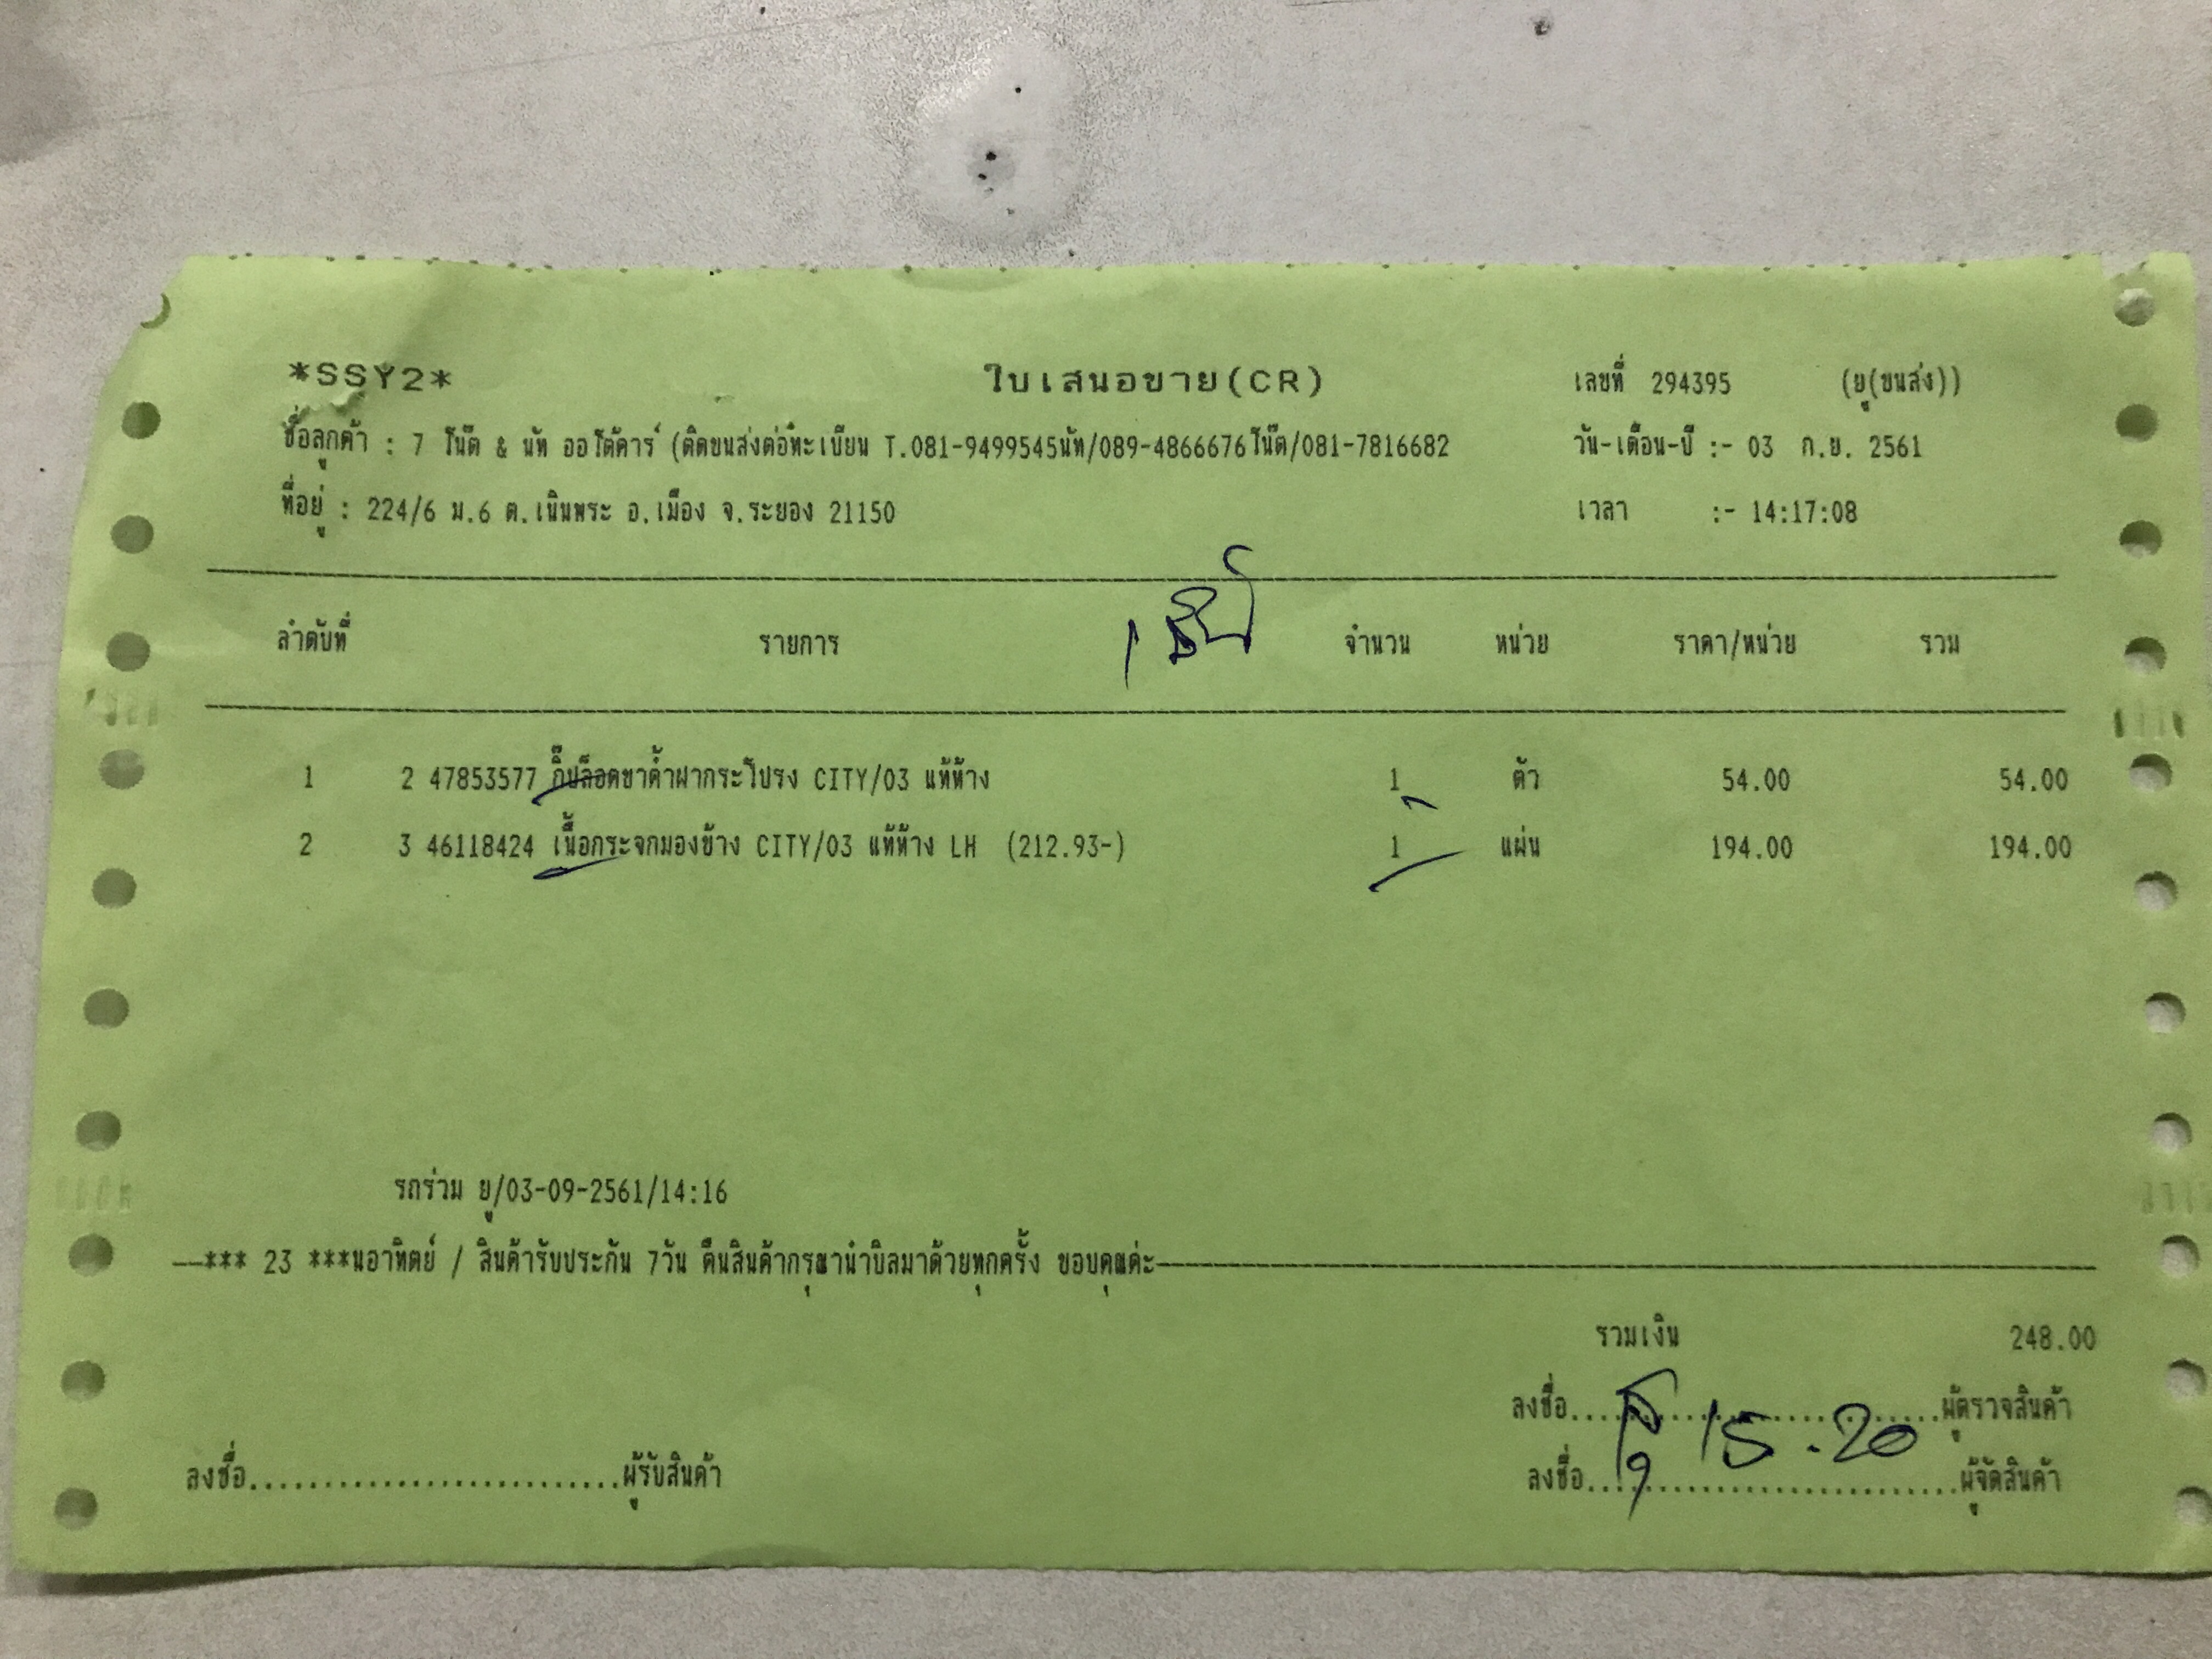 *SSY2* ใบเสนอขาย(CR) เลขที่ 294395 (ยู(ขนส่ง))
ชื่อลูกค้า : 7 โน๊ต & นัท ออโต้คาร์ (ติดขนส่งต่อทะเบียน T.081-9499545นัท/089-4866676โน๊ต/081-7816682 วัน-เดือน-ปี :- 03 ก.ย. 2561
ที่อยู่ : 224/6 ม.6 ต.เนินพระ อ.เมือง จ.ระยอง 21150 เวลา :- 14:17:08
ลำดับที่ รายการ จำนวน หน่วย ราคา/หน่วย รวม
1 2 47853577 กิ๊ปล็อตขาค้ำฝากระโปรง CITY/03 แท้ห้าง 1 ตัว 54.00 54.00
2 3 46118424 เนื้อกระจกมองข้าง CITY/03 แท้ห้าง LH (212.93-) 1 แผ่น 194.00 194.00
รถร่วม ยู/03-09-2561/14:16
--*** 23 ***นอาทิตย์ / สินค้ารับประกัน 7วัน คืนสินค้ากรุณานำบิลมาด้วยทุกครั้ง ขอบคุณค่ะ
รวมเงิน 248.00
ลงชื่อ..........................ผู้ตรวจสินค้า
15.20
ลงชื่อ..........................ผู้รับสินค้า ลงชื่อ..........................ผู้จัดสินค้า